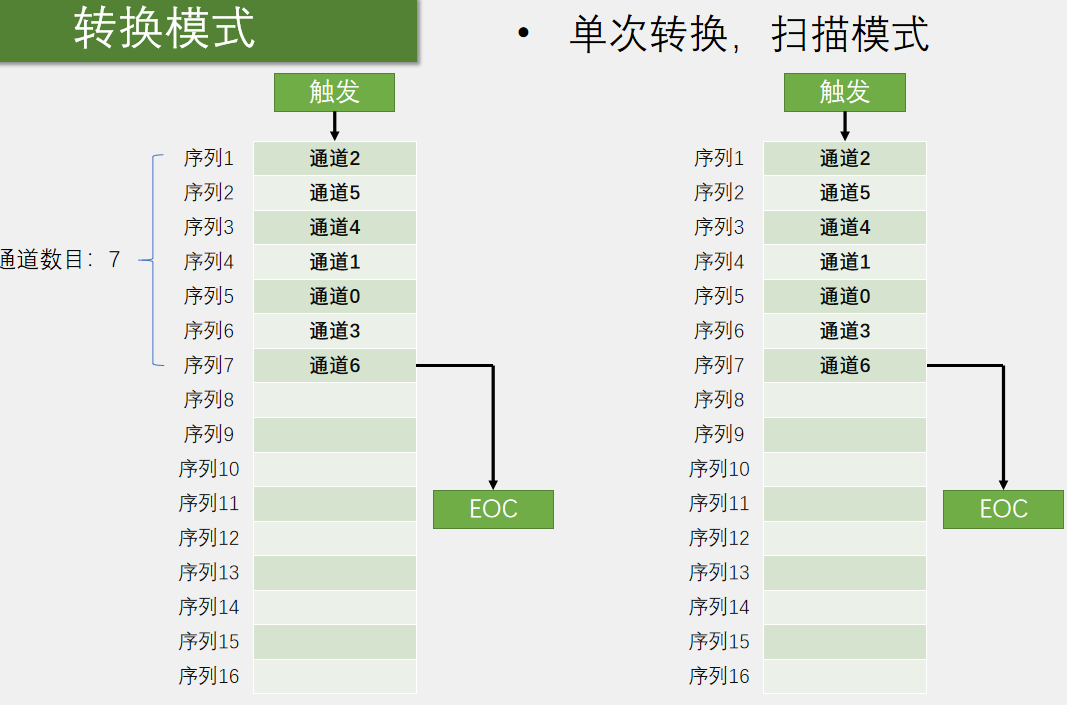 转换模式
• 单次转换，扫描模式
触发
序列1 通道2
序列2 通道5
序列3 通道4
序列4 通道1
序列5 通道0
序列6 通道3
序列7 通道6
序列8
序列9
序列10
序列11
序列12
序列13
序列14
序列15
序列16
通道数目：7
EOC
触发
序列1 通道2
序列2 通道5
序列3 通道4
序列4 通道1
序列5 通道0
序列6 通道3
序列7 通道6
序列8
序列9
序列10
序列11
序列12
序列13
序列14
序列15
序列16
EOC